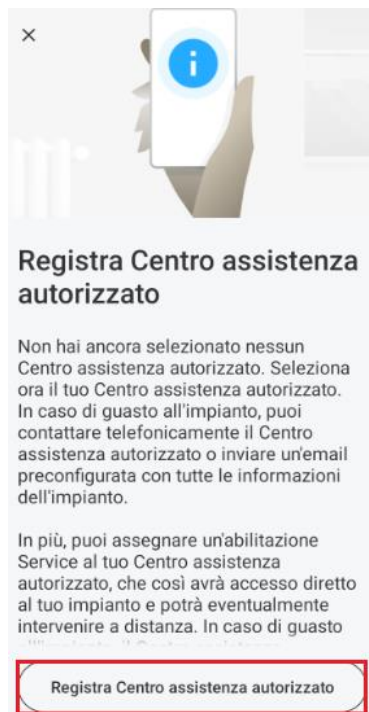 Registra Centro assistenza
autorizzato
Non hai ancora selezionato nessun
Centro assistenza autorizzato. Seleziona
ora il tuo Centro assistenza autorizzato.
In caso di guasto all'impianto, puoi
contattare telefonicamente il Centro
assistenza autorizzato o inviare un'email
preconfigurata con tutte le informazioni
dell'impianto.
In più, puoi assegnare un'abilitazione
Service al tuo Centro assistenza
autorizzato, che così avrà accesso diretto
al tuo impianto e potrà eventualmente
intervenire a distanza. In caso di guasto
Registra Centro assistenza autorizzato